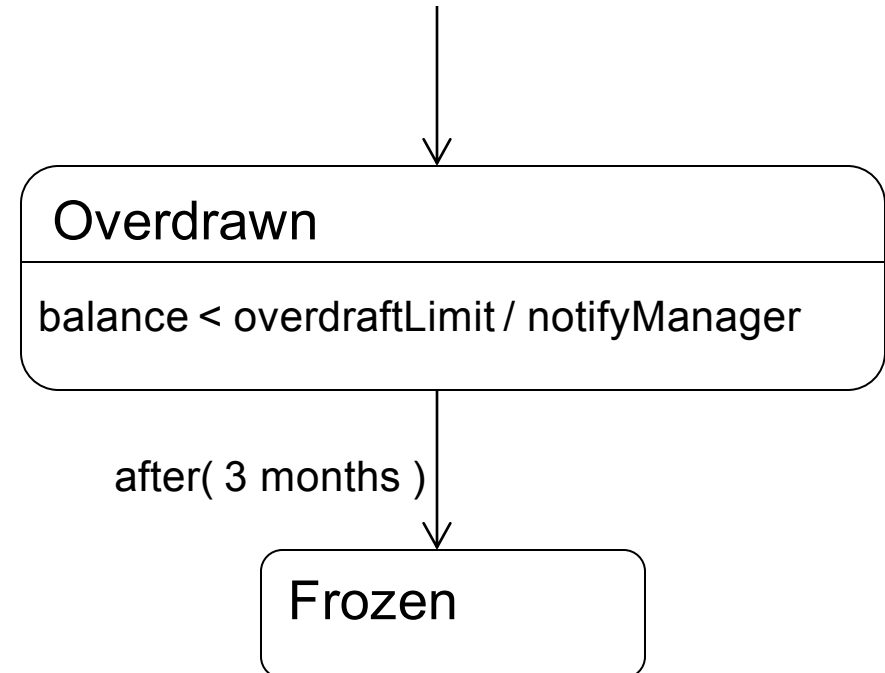 Overdrawn
balance < overdraftLimit / notifyManager
after( 3 months )
Frozen